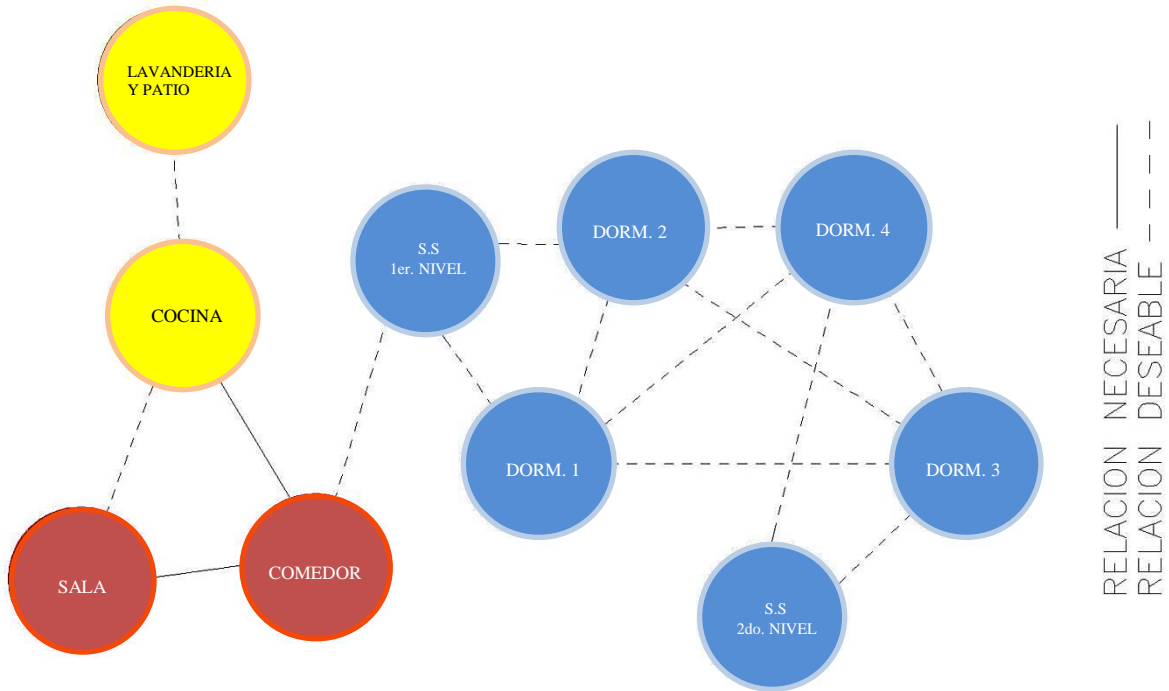 LAVANDERIA
Y PATIO
DORM. 2
DORM. 4
S.S
1er. NIVEL
COCINA
DORM. 1
DORM. 3
SALA
COMEDOR
S.S
2do. NIVEL
RELACION NECESARIA
RELACION DESEABLE